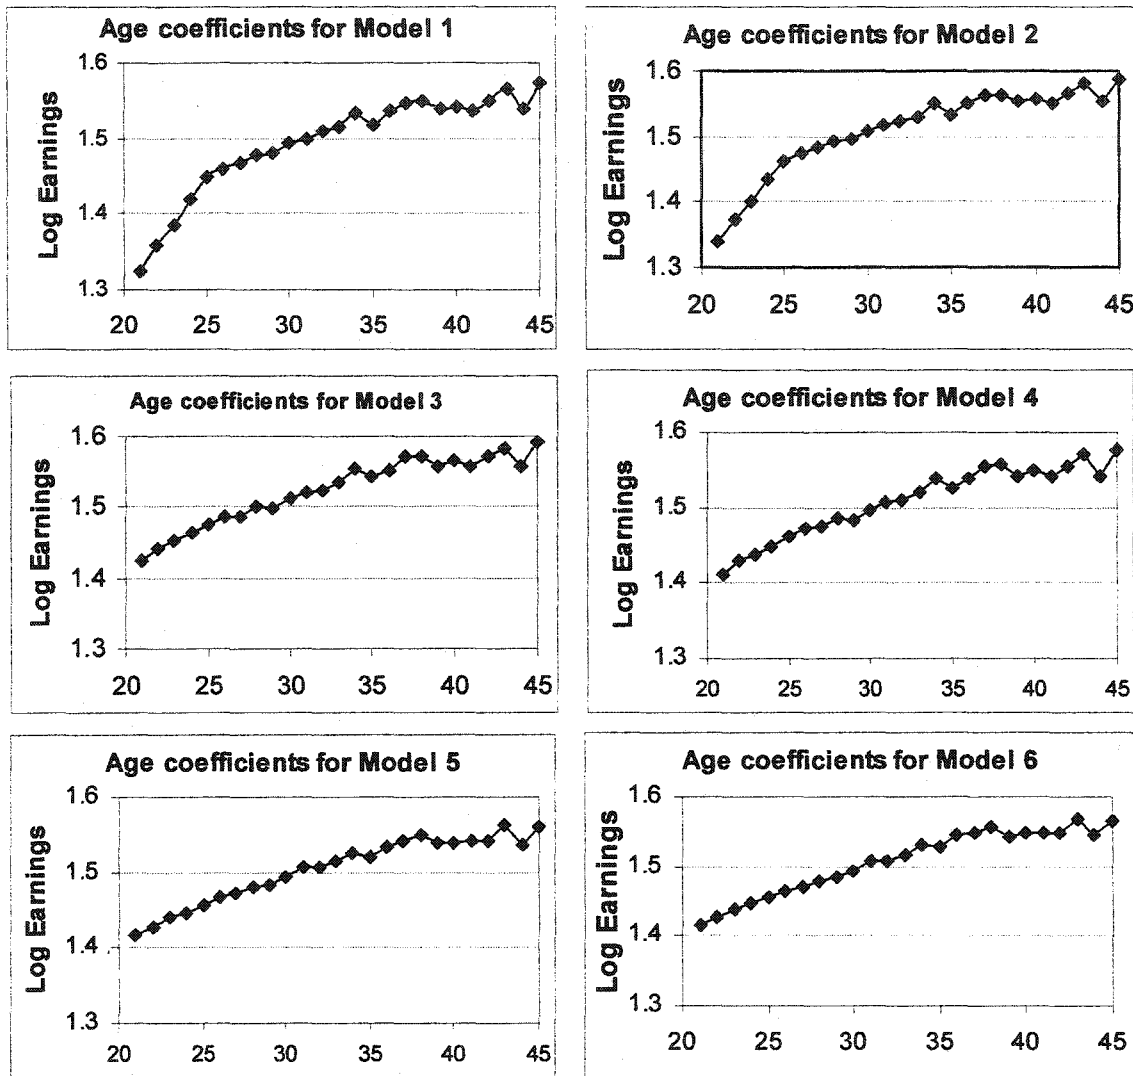 Age coefficients for Model 1
Log Earnings
1.6
1.5
1.4
1.3
20 25 30 35 40 45
Age coefficients for Model 2
Log Earnings
1.6
1.5
1.4
1.3
20 25 30 35 40 45
Age coefficients for Model 3
Log Earnings
1.6
1.5
1.4
1.3
20 25 30 35 40 45
Age coefficients for Model 4
Log Earnings
1.6
1.5
1.4
1.3
20 25 30 35 40 45
Age coefficients for Model 5
Log Earnings
1.6
1.5
1.4
1.3
20 25 30 35 40 45
Age coefficients for Model 6
Log Earnings
1.6
1.5
1.4
1.3
20 25 30 35 40 45